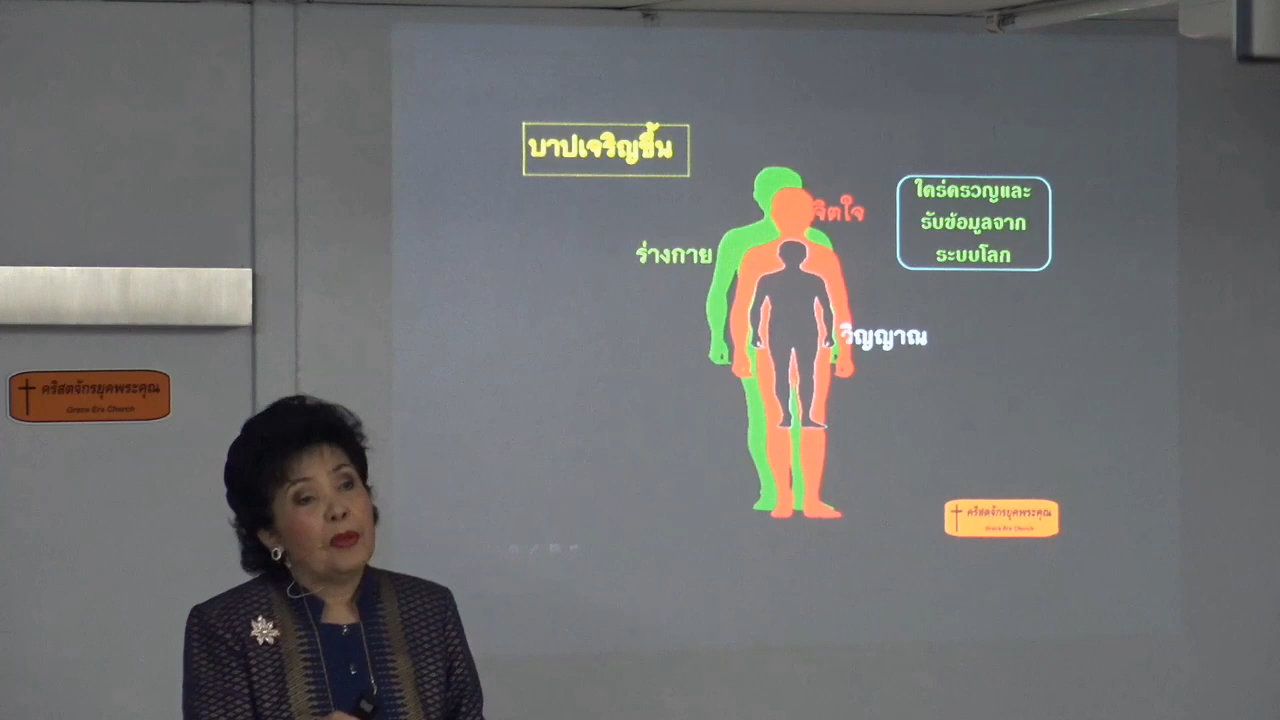 บาปเจริญขึ้น
จิตใจ
ร่างกาย
วิญญาณ
ใคร่ครวญและ
รับข้อมูลจาก
ระบบโลก
คริสตจักรยุคพระคุณ
Grace Era Church
คริสตจักรยุคพระคุณ
Grace Era Church